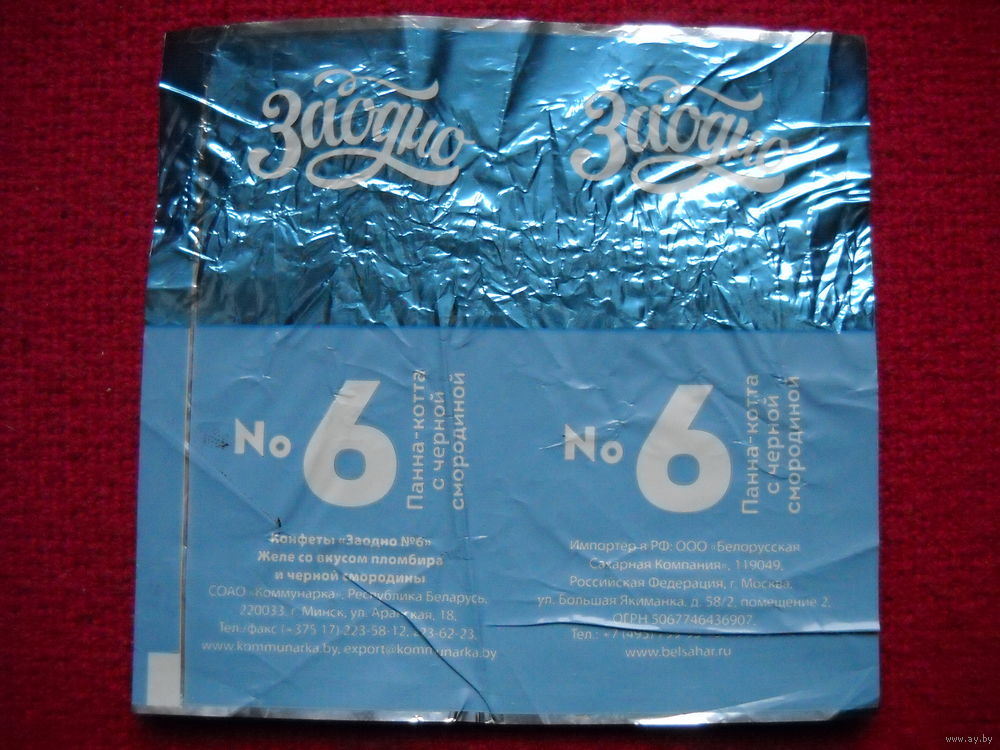 Заодно
Заодно
No 6
Панна-котта
с черной
смородиной
No 6
Панна-котта
с черной
смородиной
Конфеты «Заодно №6»
Желе со вкусом пломбира
и черной смородины
СОАО «Коммунарка», Республика Беларусь,
220033, г. Минск, ул. Аранская, 18,
Тел./факс (+375 17) 223-58-12, 223-62-23,
www.kommunarka.by, export@kommunarka.by
Импортер в РФ: ООО «Белорусская
Сахарная Компания», 119049,
Российская Федерация, г. Москва,
ул. Большая Якиманка, д. 58/2, помещение 2,
ОГРН 5067746436907,
Тел.: +7 (495)
www.belsahar.ru
www.ay.by